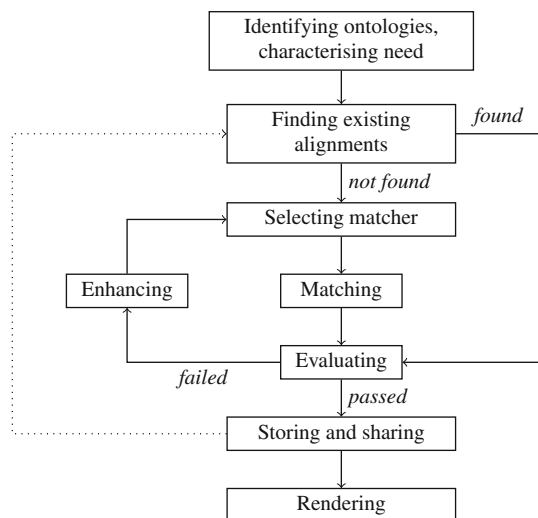 Identifying ontologies,
characterising need
Finding existing
alignments
found
not found
Selecting matcher
Enhancing
Matching
Evaluating
failed
passed
Storing and sharing
Rendering